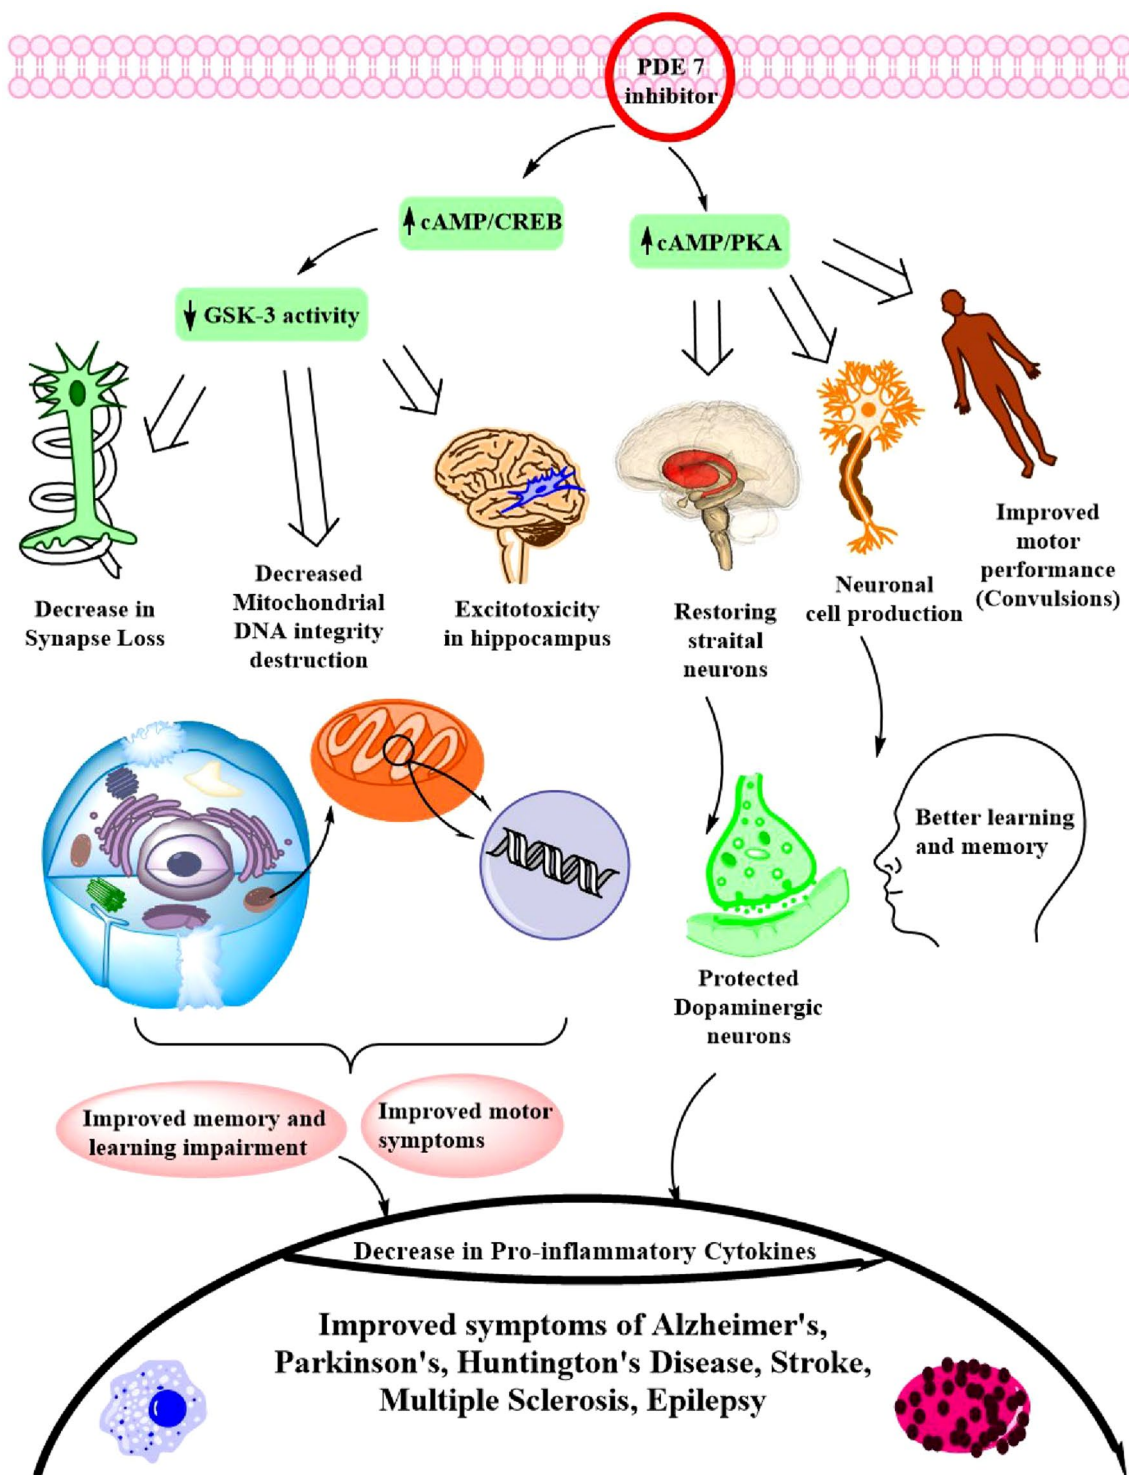 PDE 7
inhibitor
cAMP/CREB
cAMP/PKA
GSK-3 activity
Decrease in
Synapse Loss
Decreased
Mitochondrial
DNA integrity
destruction
Excitotoxicity
in hippocampus
Restoring
straital
neurons
Neuronal
cell production
Improved
motor
performance
(Convulsions)
Better learning
and memory
Protected
Dopaminergic
neurons
Improved memory and
learning impairment
Improved motor
symptoms
Decrease in Pro-inflammatory Cytokines
Improved symptoms of Alzheimer's,
Parkinson's, Huntington's Disease, Stroke,
Multiple Sclerosis, Epilepsy